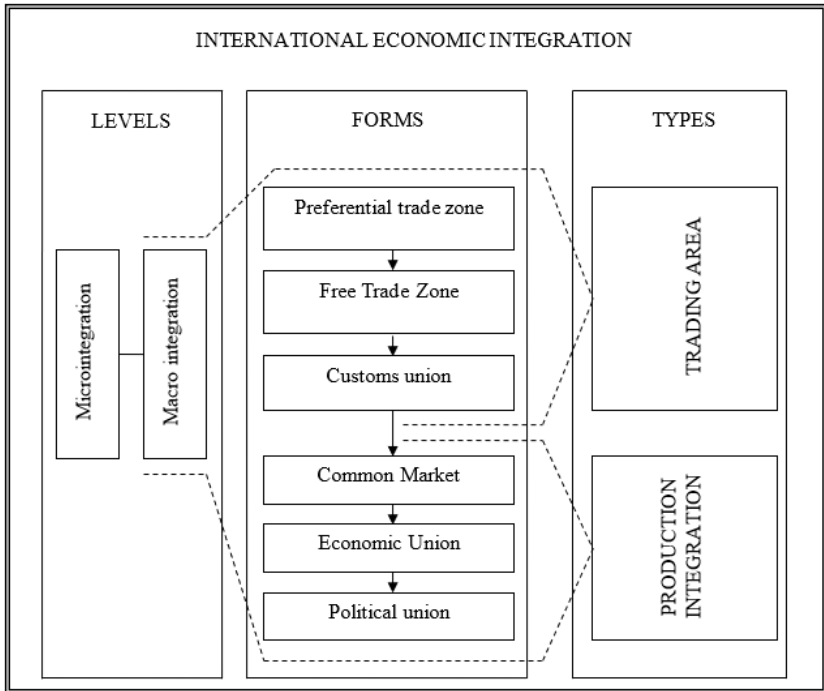 INTERNATIONAL ECONOMIC INTEGRATION
LEVELS
Microintegration
Macro integration
FORMS
Preferential trade zone
Free Trade Zone
Customs union
Common Market
Economic Union
Political union
TYPES
TRADING AREA
PRODUCTION
INTEGRATION